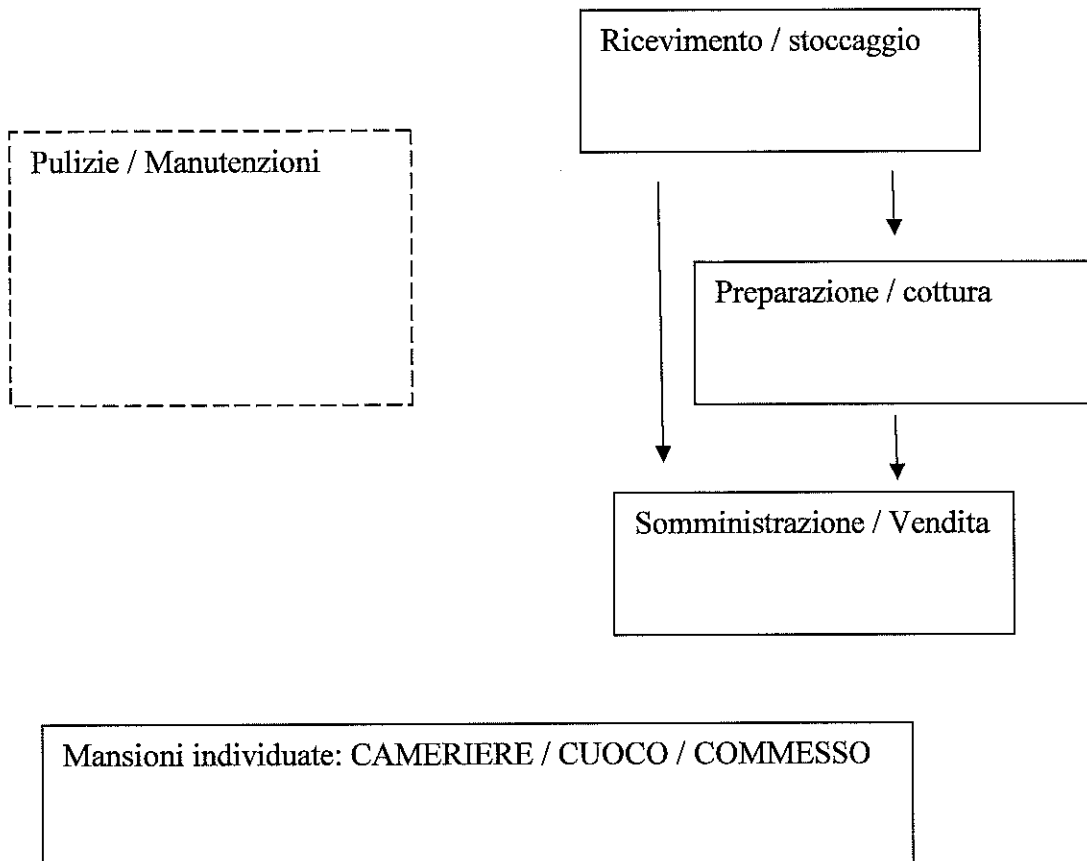 Ricevimento / stoccaggio
Pulizie / Manutenzioni
Preparazione / cottura
Somministrazione / Vendita
Mansioni individuate: CAMERIERE / CUOCO / COMMESSO